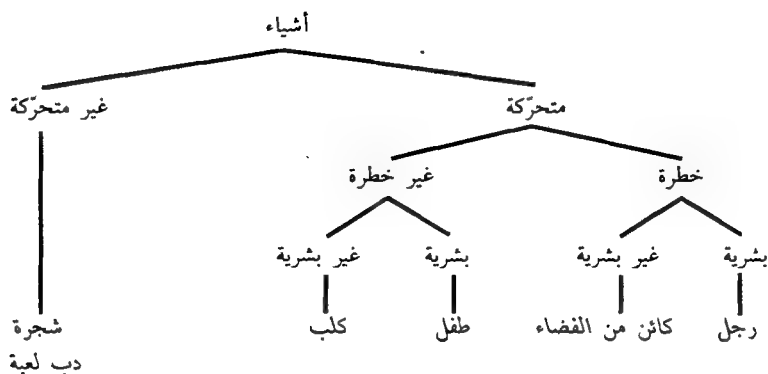 أشياء
متحرّكة غير متحرّكة
خطرة غير خطرة
بشرية غير بشرية بشرية غير بشرية
رجل كائن من الفضاء طفل كلب شجرة
دب لعبة